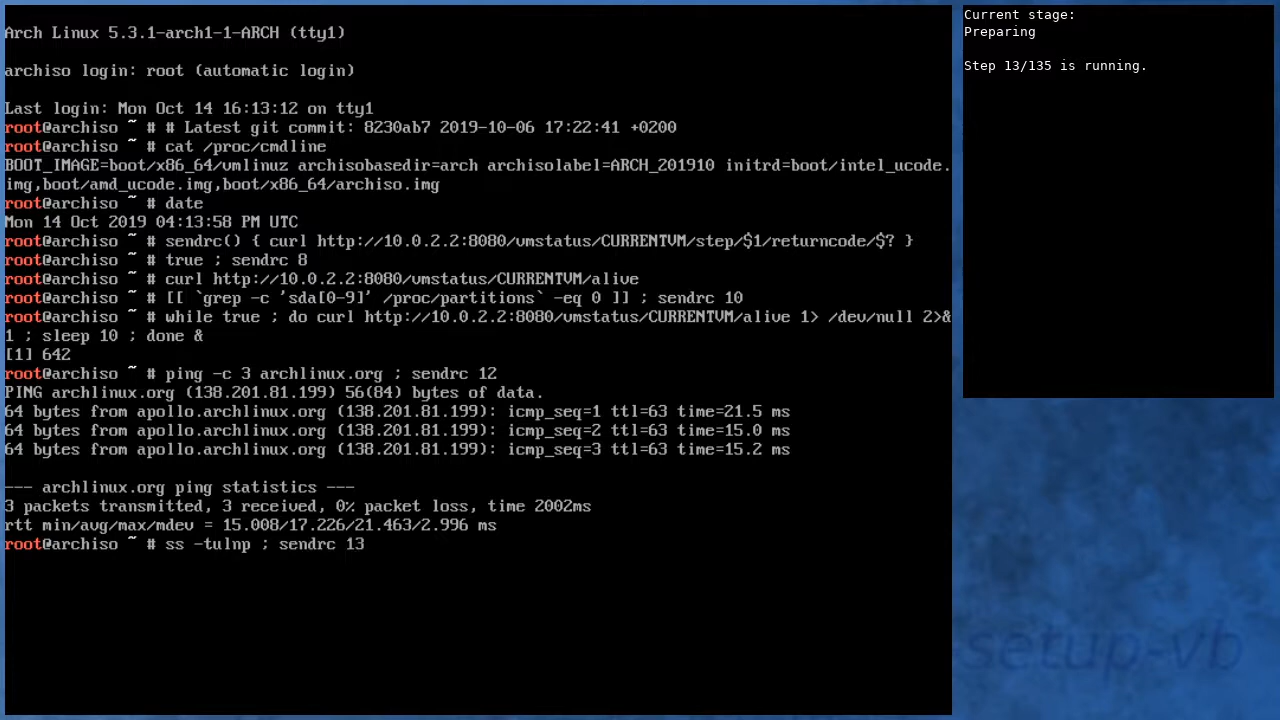 Arch Linux 5.3.1-arch1-1-ARCH (tty1)
archiso login: root (automatic login)
Last login: Mon Oct 14 16:13:12 on tty1
root@archiso ~ # # Latest git commit: 8230ab7 2019-10-06 17:22:41 +0200
root@archiso ~ # cat /proc/cmdline
BOOT_IMAGE=boot/x86_64/vmlinuz archisobasedir=arch archisolabel=ARCH_201910 initrd=boot/intel_ucode.
img,boot/amd_ucode.img,boot/x86_64/archiso.img
root@archiso ~ # date
Mon 14 Oct 2019 04:13:58 PM UTC
root@archiso ~ # sendrc() { curl http://10.0.2.2:8080/vmstatus/CURRENTVM/step/$1/returncode/$? }
root@archiso ~ # true ; sendrc 8
root@archiso ~ # curl http://10.0.2.2:8080/vmstatus/CURRENTVM/alive
root@archiso ~ # [[ `grep -c 'sda[0-9]' /proc/partitions` -eq 0 ]] ; sendrc 10
root@archiso ~ # while true ; do curl http://10.0.2.2:8080/vmstatus/CURRENTVM/alive 1> /dev/null 2>&
1 ; sleep 10 ; done &
[1] 642
root@archiso ~ # ping -c 3 archlinux.org ; sendrc 12
PING archlinux.org (138.201.81.199) 56(84) bytes of data.
64 bytes from apollo.archlinux.org (138.201.81.199): icmp_seq=1 ttl=63 time=21.5 ms
64 bytes from apollo.archlinux.org (138.201.81.199): icmp_seq=2 ttl=63 time=15.0 ms
64 bytes from apollo.archlinux.org (138.201.81.199): icmp_seq=3 ttl=63 time=15.2 ms
--- archlinux.org ping statistics ---
3 packets transmitted, 3 received, 0% packet loss, time 2002ms
rtt min/avg/max/mdev = 15.008/17.226/21.463/2.996 ms
root@archiso ~ # ss -tulnp ; sendrc 13
Current stage:
Preparing
Step 13/135 is running.
setup-vb